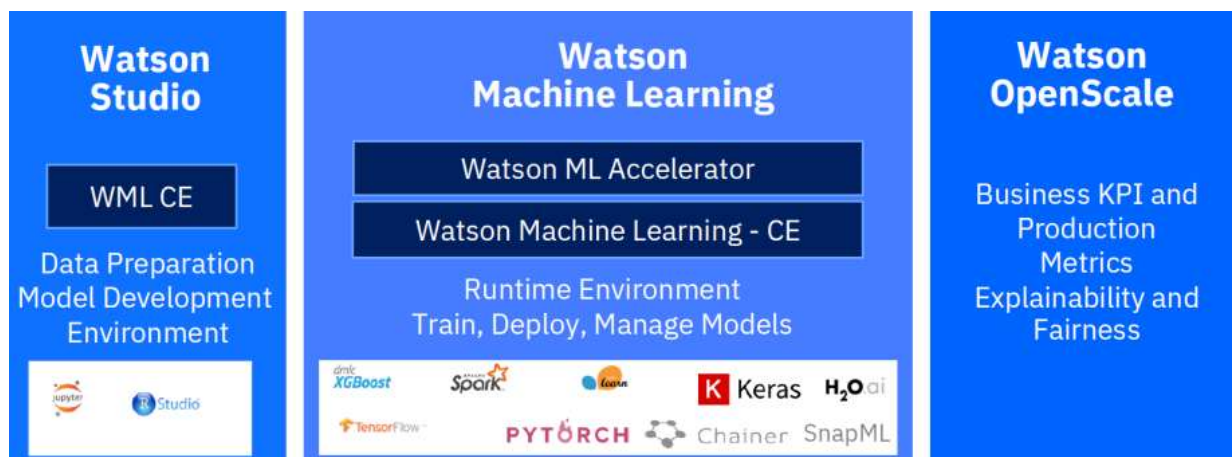 Watson
Studio
WML CE
Data Preparation
Model Development
Environment
jupyter
R Studio
Watson
Machine Learning
Watson ML Accelerator
Watson Machine Learning - CE
Runtime Environment
Train, Deploy, Manage Models
dmlc
XGBoost
APACHE
Spark
learn
K Keras
H2O.ai
TensorFlow
PYTORCH
Chainer
SnapML
Watson
OpenScale
Business KPI and
Production
Metrics
Explainability and
Fairness